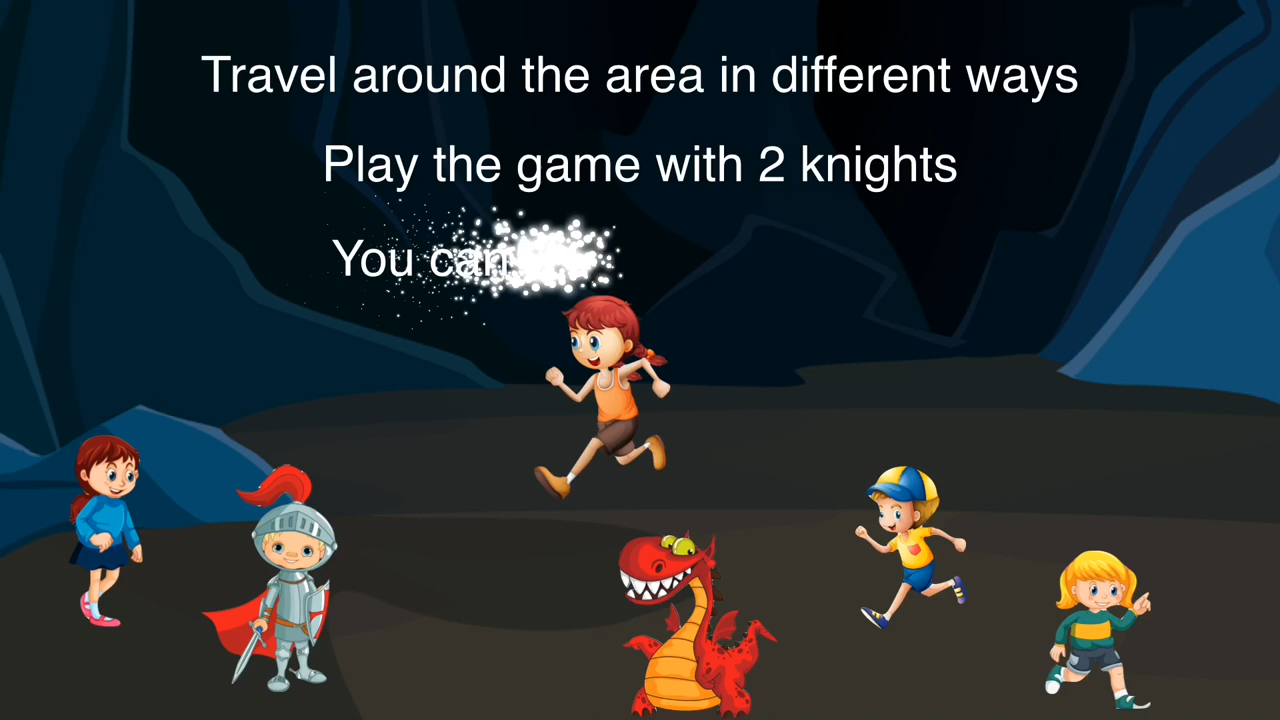 Travel around the area in different ways
Play the game with 2 knights
You can